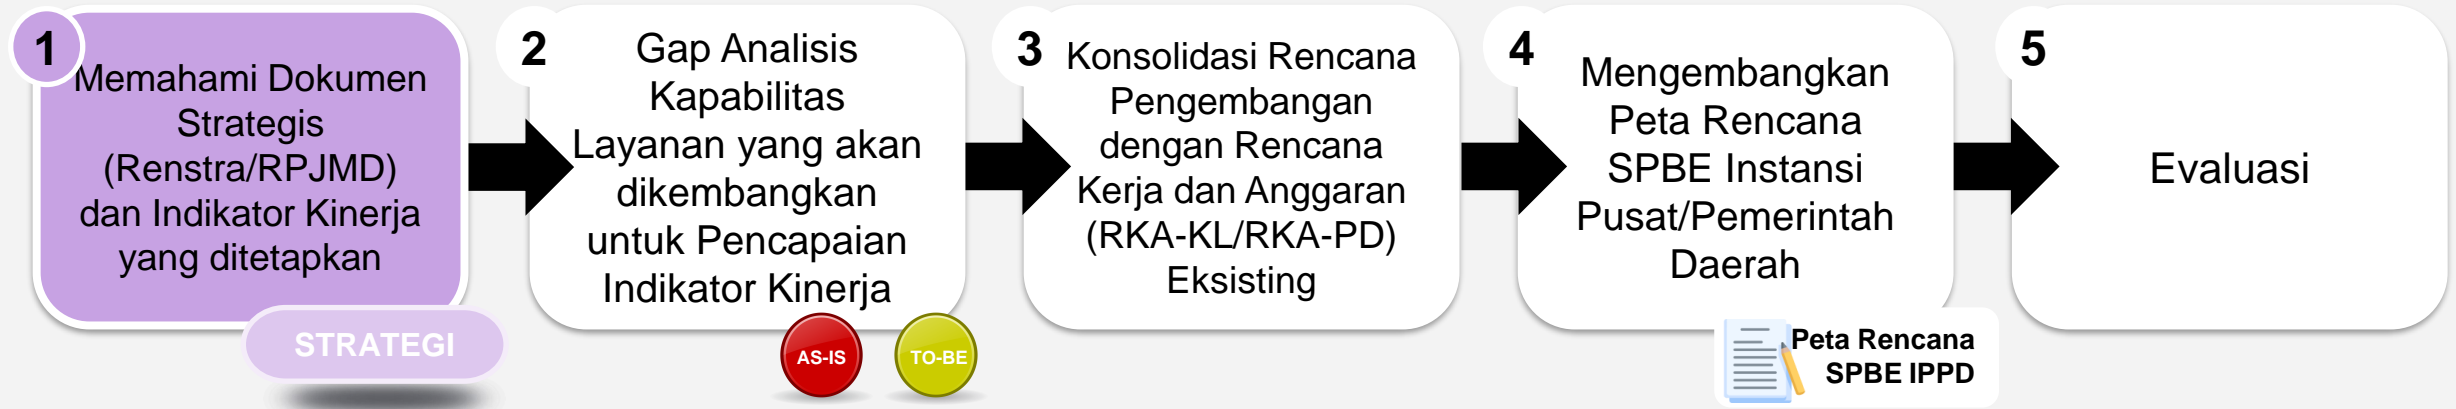 1
Memahami Dokumen
Strategis
(Renstra/RPJMD)
dan Indikator Kinerja
yang ditetapkan
STRATEGI
2
Gap Analisis
Kapabilitas
Layanan yang akan
dikembangkan
untuk Pencapaian
Indikator Kinerja
AS-IS
TO-BE
3
Konsolidasi Rencana
Pengembangan
dengan Rencana
Kerja dan Anggaran
(RKA-KL/RKA-PD)
Eksisting
4
Mengembangkan
Peta Rencana
SPBE Instansi
Pusat/Pemerintah
Daerah
Peta Rencana
SPBE IPPD
5
Evaluasi